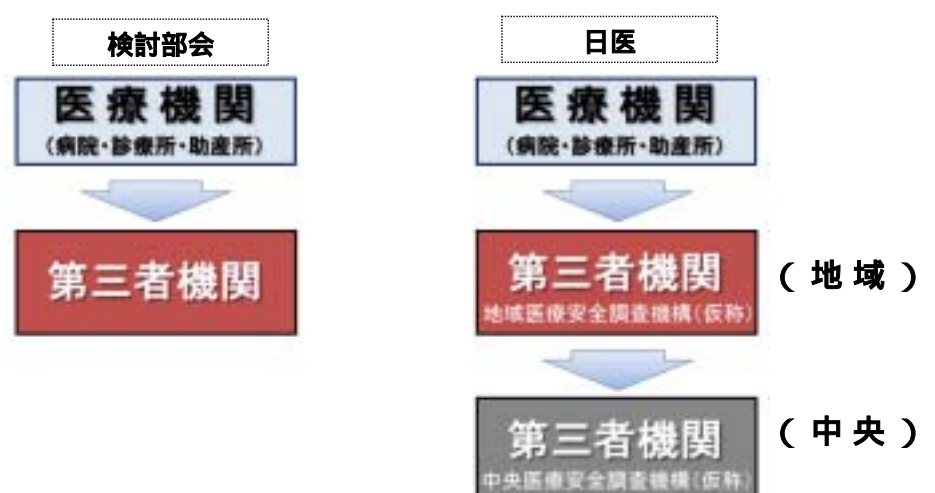 検討部会
医療機関
(病院・診療所・助産所)
第三者機関
日医
医療機関
(病院・診療所・助産所)
第三者機関
地域医療安全調査機構(仮称)
(地域)
第三者機関
中央医療安全調査機構(仮称)
(中央)